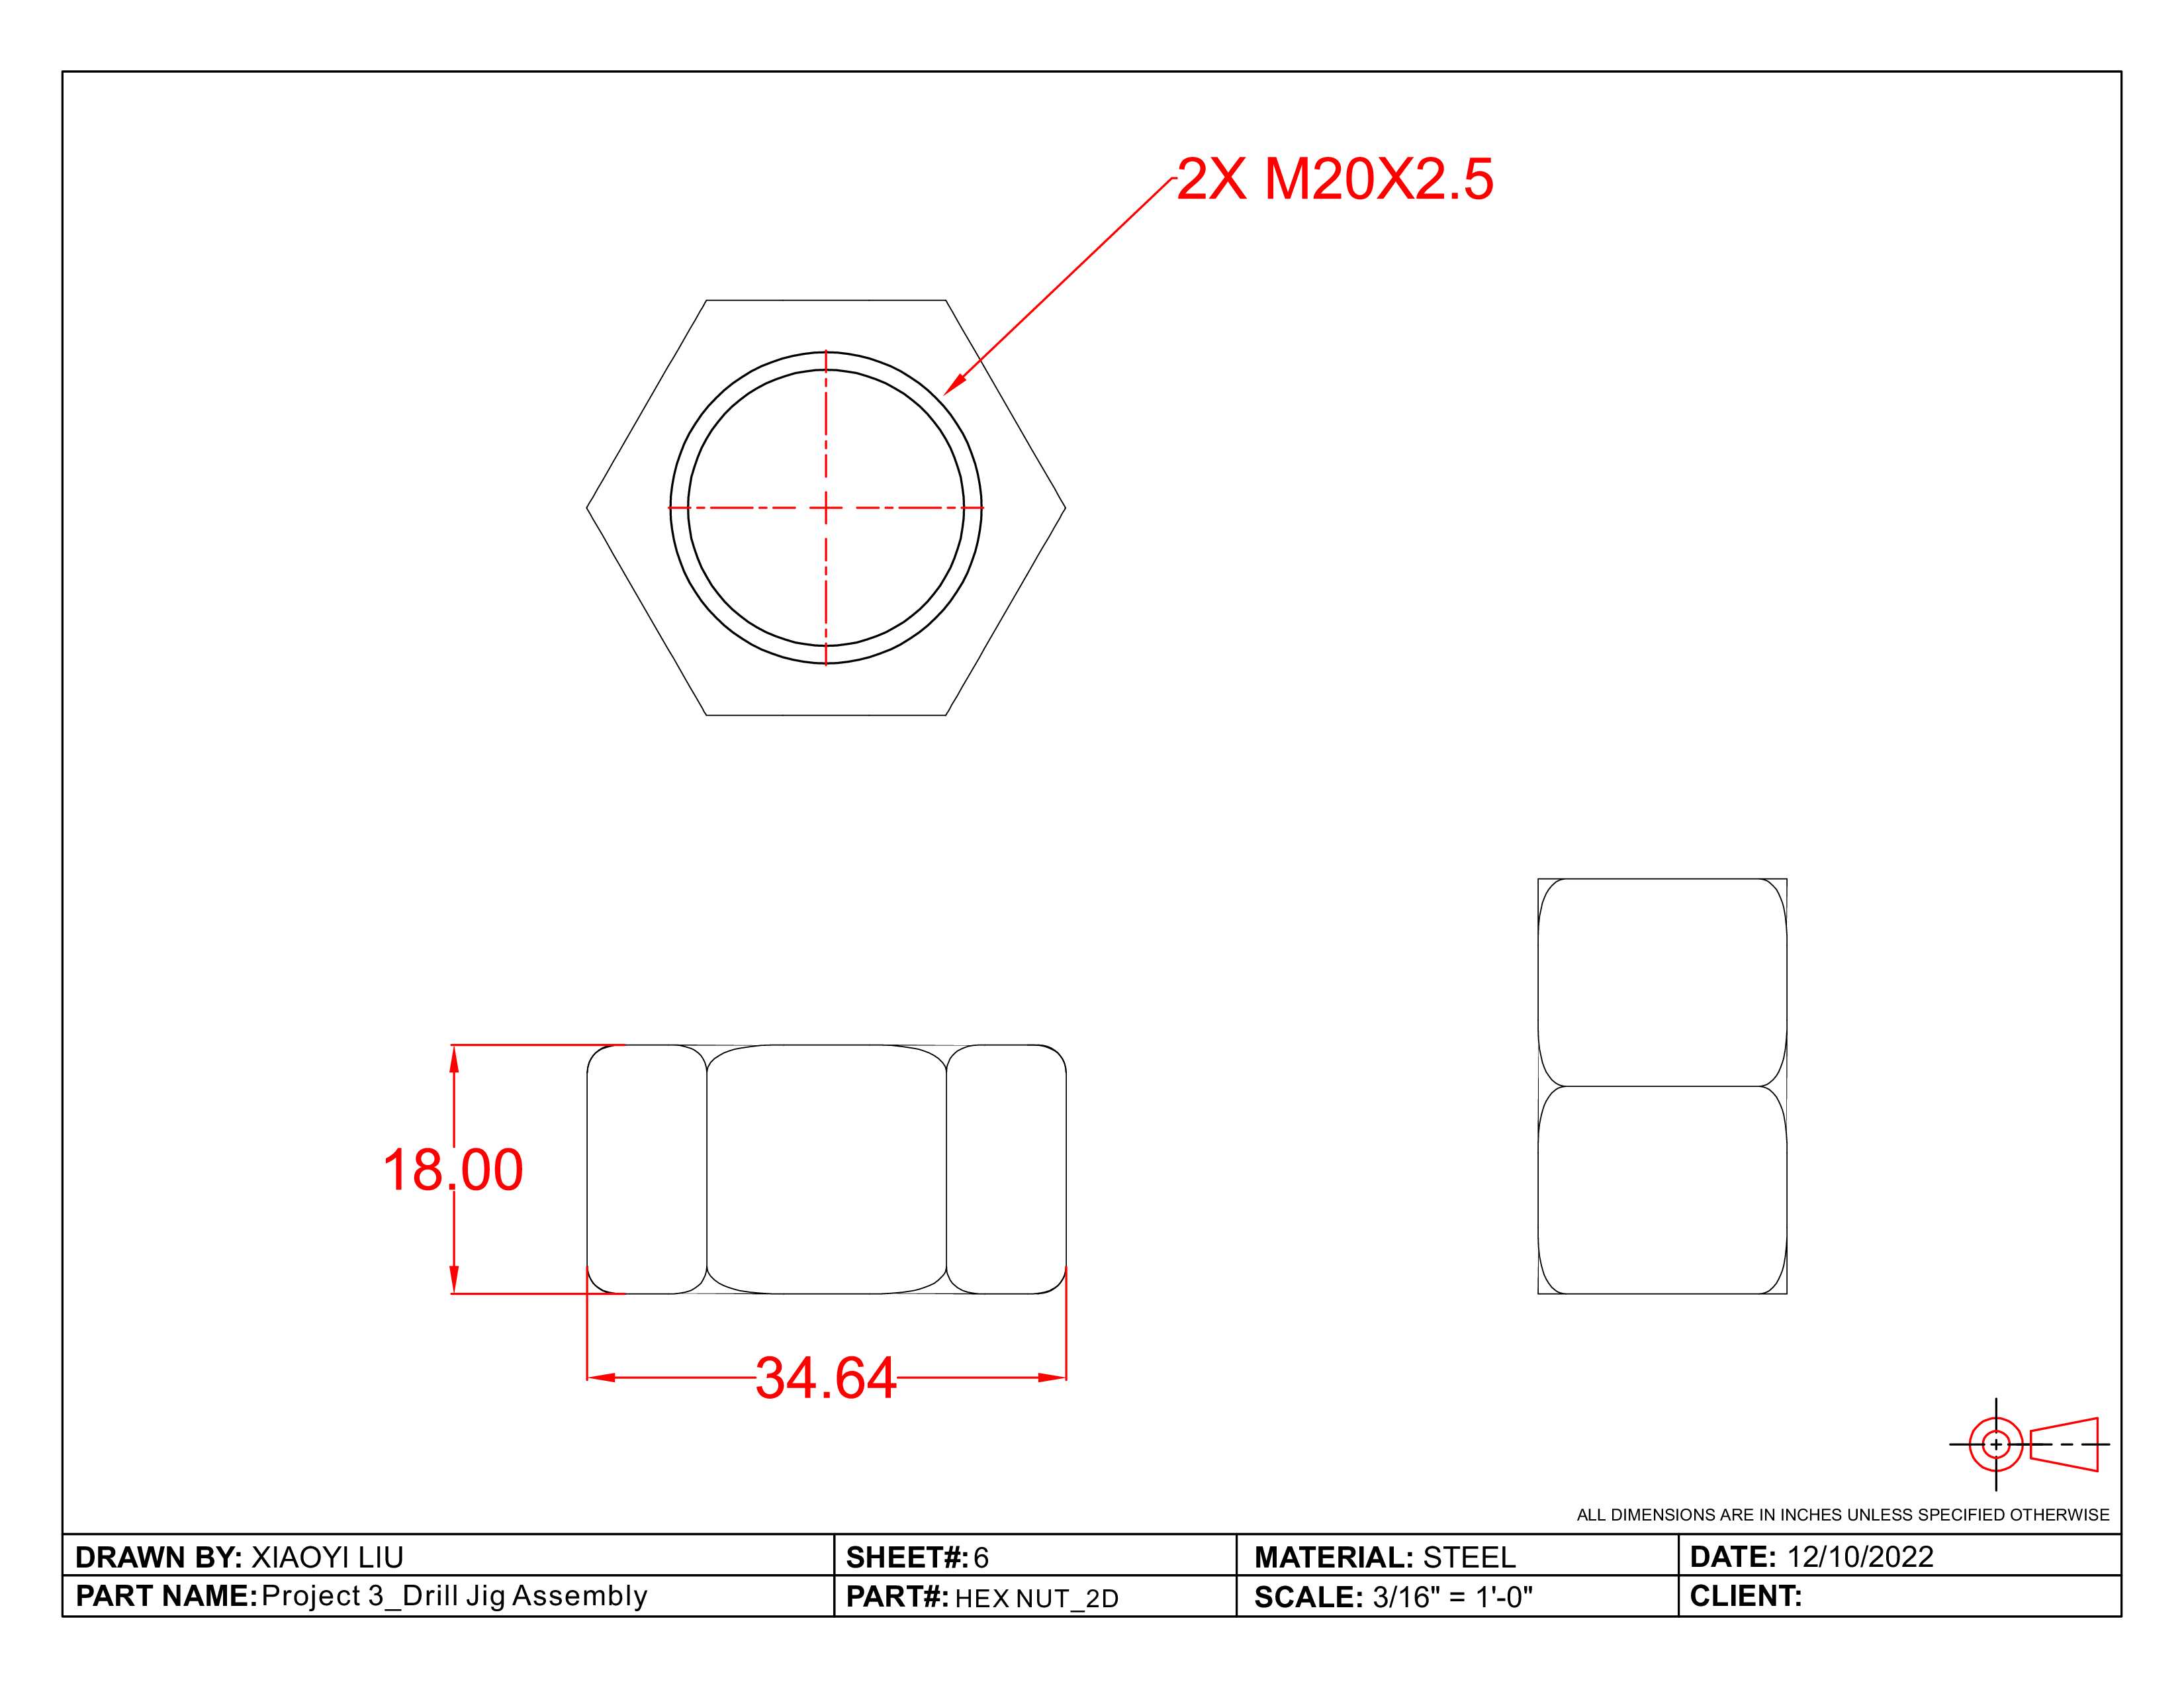 2X M20X2.5
18.00
34.64
ALL DIMENSIONS ARE IN INCHES UNLESS SPECIFIED OTHERWISE
DRAWN BY: XIAOYI LIU
SHEET#: 6
MATERIAL: STEEL
DATE: 12/10/2022
PART NAME: Project 3_Drill Jig Assembly
PART#: HEX NUT_2D
SCALE: 3/16" = 1'-0"
CLIENT: